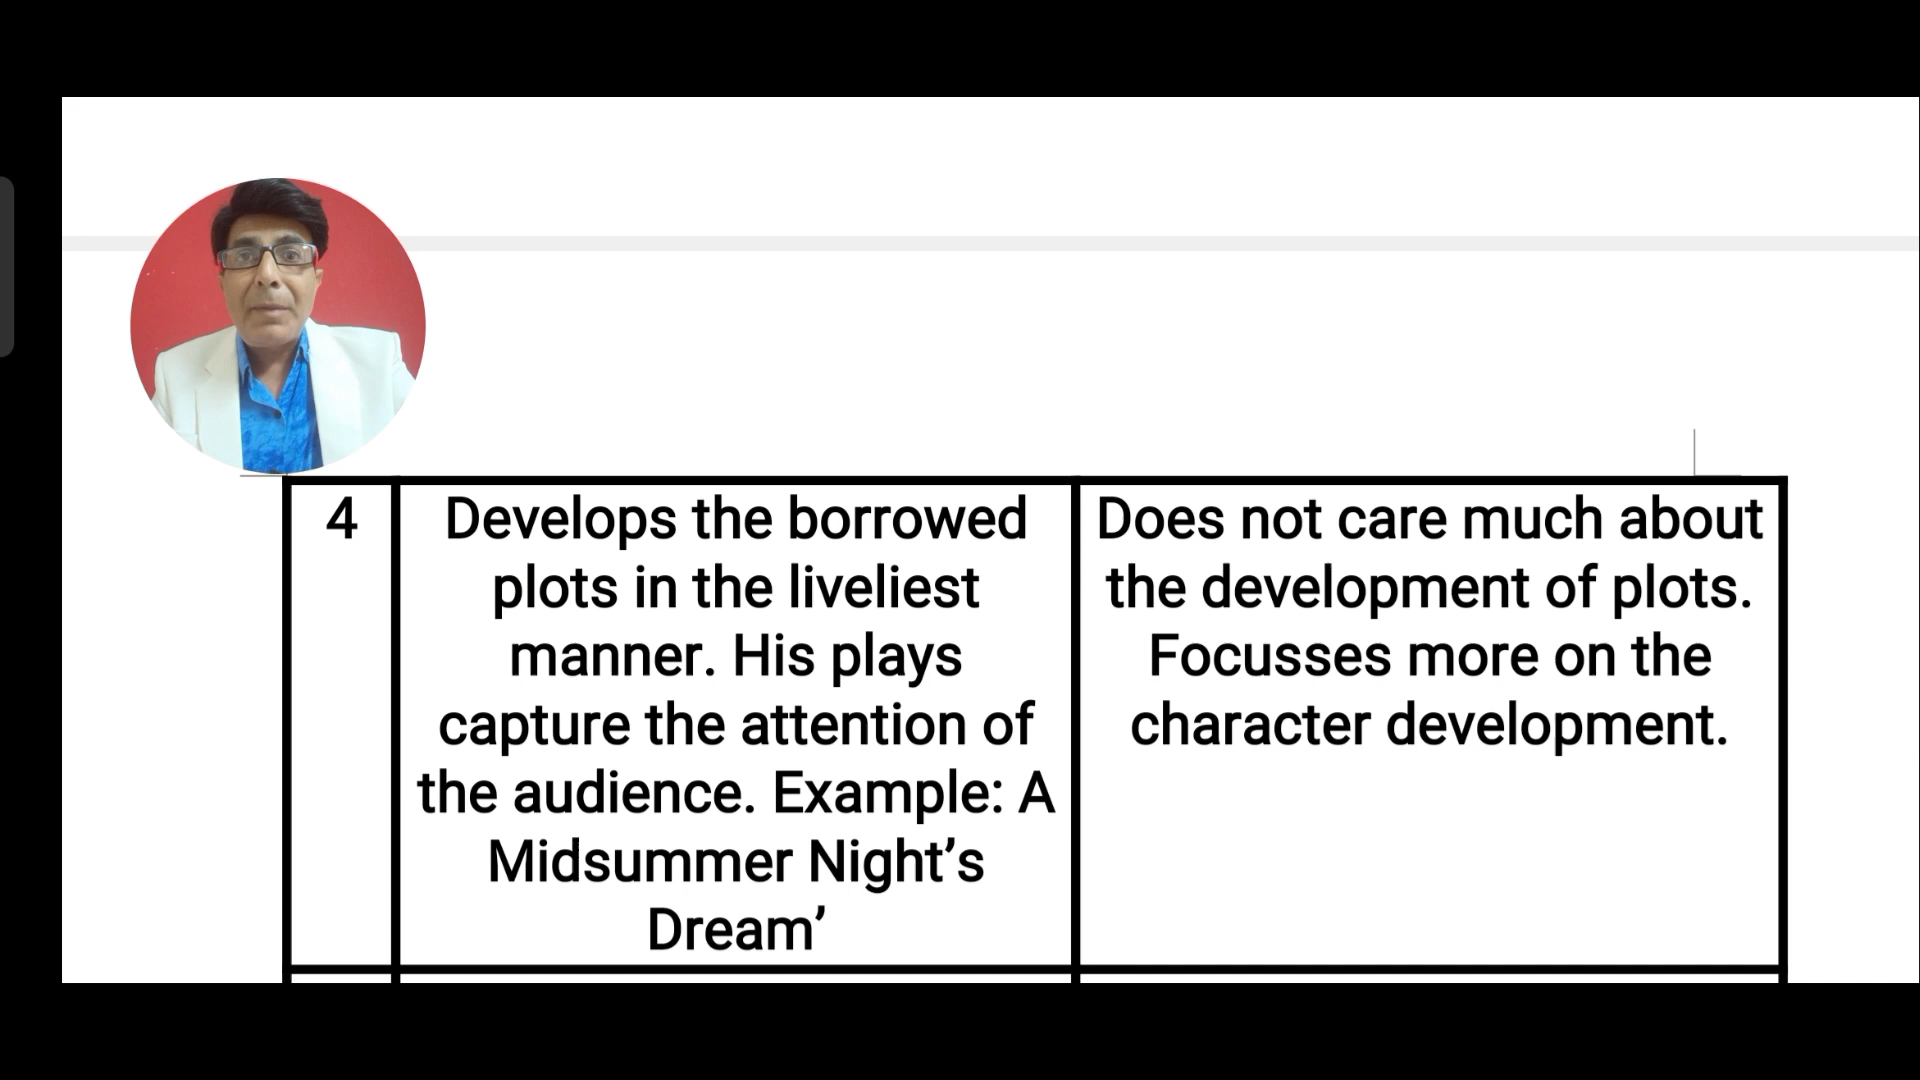 4
Develops the borrowed
plots in the liveliest
manner. His plays
capture the attention of
the audience. Example: A
Midsummer Night’s
Dream’
Does not care much about
the development of plots.
Focusses more on the
character development.